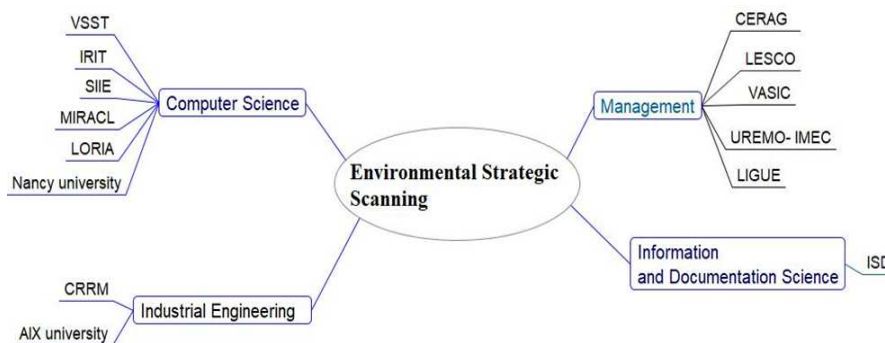 VSST
IRIT
SIIE
MIRACL
LORIA
Nancy university
Computer Science
CRRM
AIX university
Industrial Engineering
Environmental Strategic
Scanning
Management
CERAG
LESCO
VASIC
UREMO- IMEC
LIGUE
Information
and Documentation Science
ISD